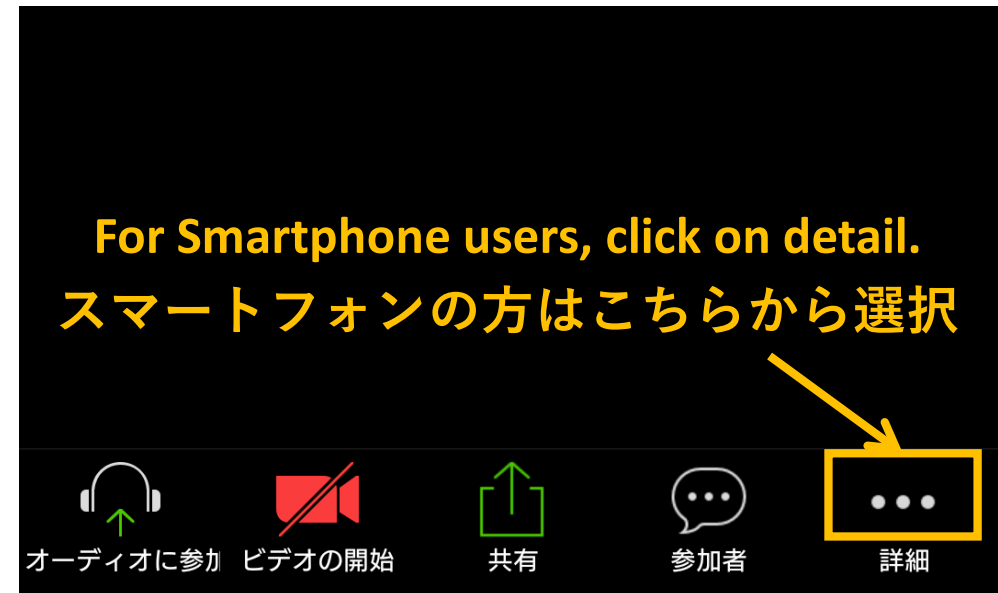 For Smartphone users, click on detail.
スマートフォンの方はこちらから選択
オーディオに参加 ビデオの開始 共有 参加者 詳細